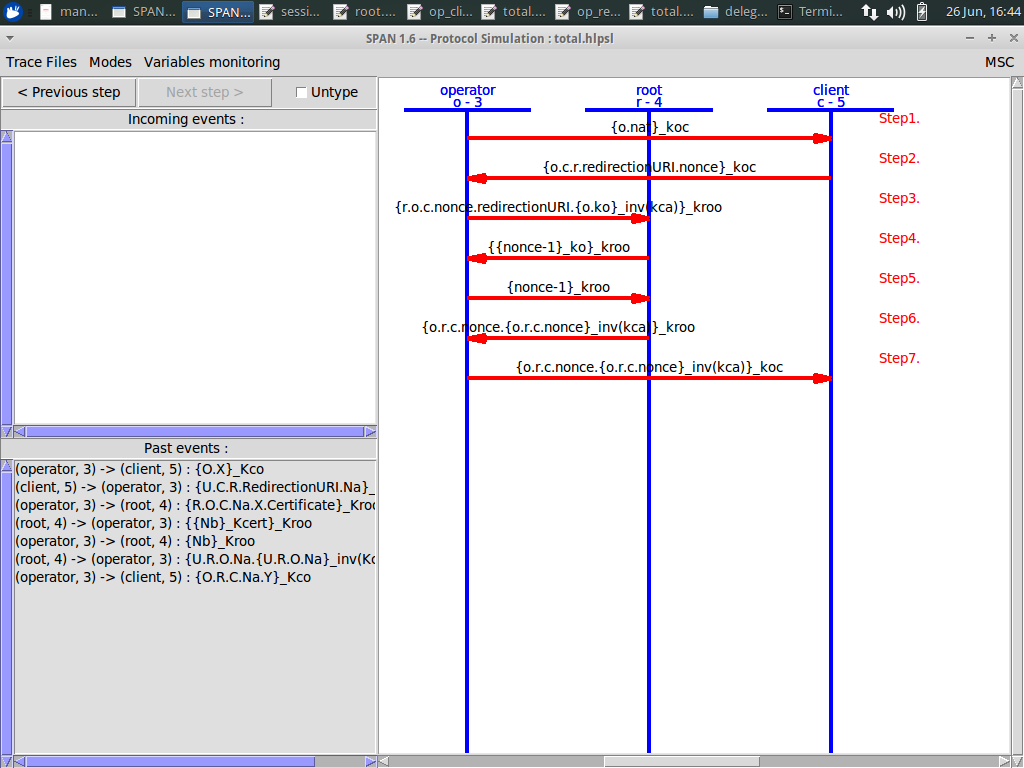 man... SPAN... SPAN... sessi... root.... op_cli... total.... op_re... total.... deleg... Termi... 26 Jun, 16:44
SPAN 1.6 -- Protocol Simulation : total.hlpsl
Trace Files Modes Variables monitoring MSC
< Previous step Next step > Untype
Incoming events :
operator root client
o - 3 r - 4 c - 5
Step1.
{o.nat}_koc
Step2.
{o.c.r.redirectionURI.nonce}_koc
Step3.
{r.o.c.nonce.redirectionURI.{o.ko}_inv(kca)}_kroo
Step4.
{{nonce-1}_ko}_kroo
Step5.
{nonce-1}_kroo
Step6.
{o.r.c.nonce.{o.r.c.nonce}_inv(kca)}_kroo
Step7.
{o.r.c.nonce.{o.r.c.nonce}_inv(kca)}_koc
Past events :
(operator, 3) -> (client, 5) : {O.X}_Kco
(client, 5) -> (operator, 3) : {U.C.R.RedirectionURI.Na}_
(operator, 3) -> (root, 4) : {R.O.C.Na.X.Certificate}_Kroo
(root, 4) -> (operator, 3) : {{Nb}_Kcert}_Kroo
(operator, 3) -> (root, 4) : {Nb}_Kroo
(root, 4) -> (operator, 3) : {U.R.O.Na.{U.R.O.Na}_inv(Kc
(operator, 3) -> (client, 5) : {O.R.C.Na.Y}_Kco